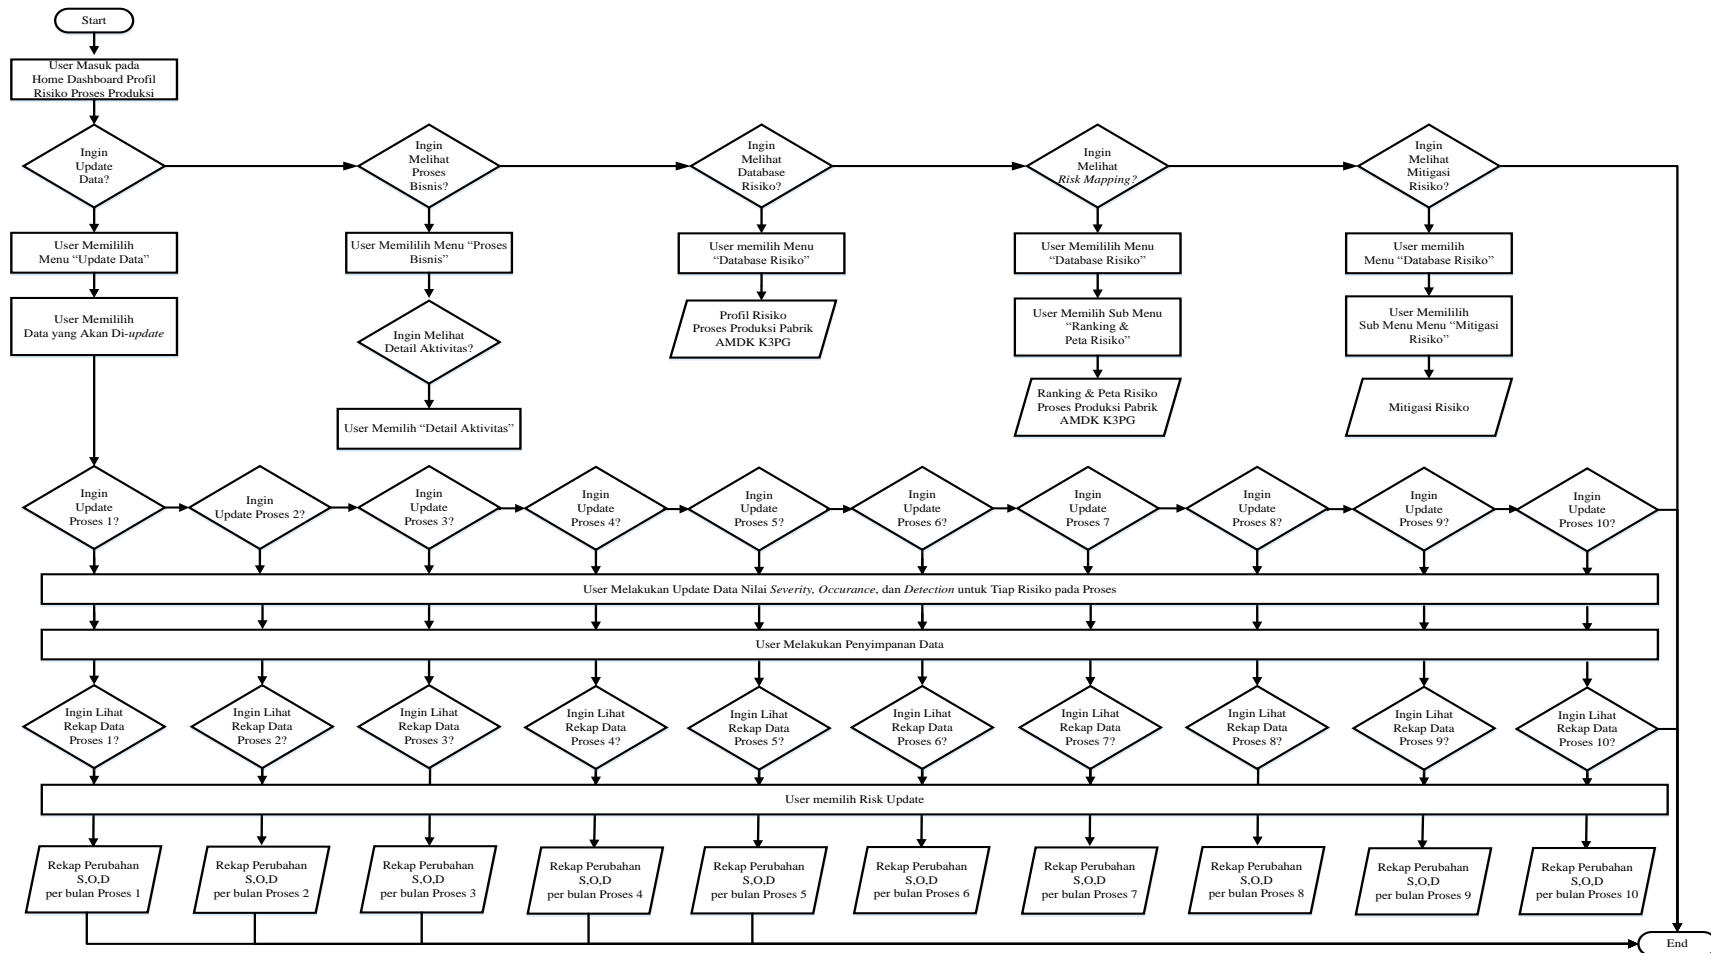 Start
User Masuk pada
Home Dashboard Profil
Risiko Proses Produksi
Ingin
Update
Data?
Ingin
Melihat
Proses
Bisnis?
Ingin
Melihat
Database
Risiko?
Ingin
Melihat
Risk Mapping?
Ingin
Melihat
Mitigasi
Risiko?
User Memililih
Menu “Update Data”
User Memililih Menu “Proses
Bisnis”
User memilih Menu
“Database Risiko”
User Memililih Menu
“Database Risiko”
User memilih
Menu “Database Risiko”
User Memililih
Data yang Akan Di-update
Ingin Melihat
Detail Aktivitas?
Profil Risiko
Proses Produksi Pabrik
AMDK K3PG
User Memilih Sub Menu
“Ranking &
Peta Risiko”
User Memililih
Sub Menu Menu “Mitigasi
Risiko”
User Memilih “Detail Aktivitas”
Ranking & Peta Risiko
Proses Produksi Pabrik
AMDK K3PG
Mitigasi Risiko
Ingin
Update
Proses 1?
Ingin
Update Proses 2?
Ingin
Update
Proses 3?
Ingin
Update
Proses 4?
Ingin
Update
Proses 5?
Ingin
Update
Proses 6?
Ingin
Update
Proses 7
Ingin
Update
Proses 8?
Ingin
Update
Proses 9?
Ingin
Update
Proses 10?
User Melakukan Update Data Nilai Severity, Occurance, dan Detection untuk Tiap Risiko pada Proses
User Melakukan Penyimpanan Data
Ingin Lihat
Rekap Data
Proses 1?
Ingin Lihat
Rekap Data
Proses 2?
Ingin Lihat
Rekap Data
Proses 3?
Ingin Lihat
Rekap Data
Proses 4?
Ingin Lihat
Rekap Data
Proses 5?
Ingin Lihat
Rekap Data
Proses 6?
Ingin Lihat
Rekap Data
Proses 7?
Ingin Lihat
Rekap Data
Proses 8?
Ingin Lihat
Rekap Data
Proses 9?
Ingin Lihat
Rekap Data
Proses 10?
User memilih Risk Update
Rekap Perubahan
S,O,D
per bulan Proses 1
Rekap Perubahan
S,O,D
per bulan Proses 2
Rekap Perubahan
S,O,D
per bulan Proses 3
Rekap Perubahan
S,O,D
per bulan Proses 4
Rekap Perubahan
S,O,D
per bulan Proses 5
Rekap Perubahan
S,O,D
per bulan Proses 6
Rekap Perubahan
S,O,D
per bulan Proses 7
Rekap Perubahan
S,O,D
per bulan Proses 8
Rekap Perubahan
S,O,D
per bulan Proses 9
Rekap Perubahan
S,O,D
per bulan Proses 10
End